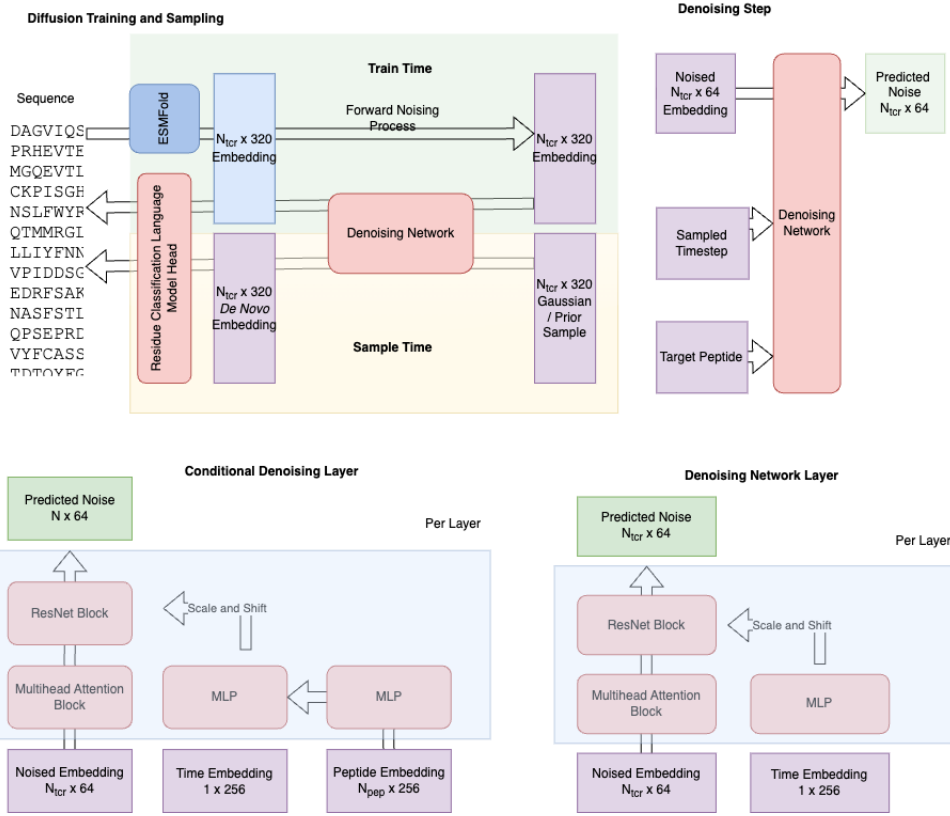 Diffusion Training and Sampling
Denoising Step
Train Time
Sequence
DAGVIQS
PRHEVTE
MGQEVTL
CKPISGH
NSLFWYR
QTMMRGL
LLIYFNN
VPIDDSG
EDRFSAK
NASFSTL
QPSEPRD
VYFCASS
TDTQYFG
ESMFold
Ntcr x 320
Embedding
Forward Noising
Process
Ntcr x 320
Embedding
Residue Classification Language
Model Head
Denoising Network
Ntcr x 320
De Novo
Embedding
Ntcr x 320
Gaussian
/ Prior
Sample
Sample Time
Noised
Ntcr x 64
Embedding
Predicted
Noise
Ntcr x 64
Sampled
Timestep
Denoising
Network
Target Peptide
Conditional Denoising Layer
Predicted Noise
N x 64
Per Layer
ResNet Block
Scale and Shift
Multihead Attention
Block
MLP
MLP
Noised Embedding
Ntcr x 64
Time Embedding
1 x 256
Peptide Embedding
Npep x 256
Denoising Network Layer
Predicted Noise
Ntcr x 64
Per Layer
ResNet Block
Scale and Shift
Multihead Attention
Block
MLP
Noised Embedding
Ntcr x 64
Time Embedding
1 x 256